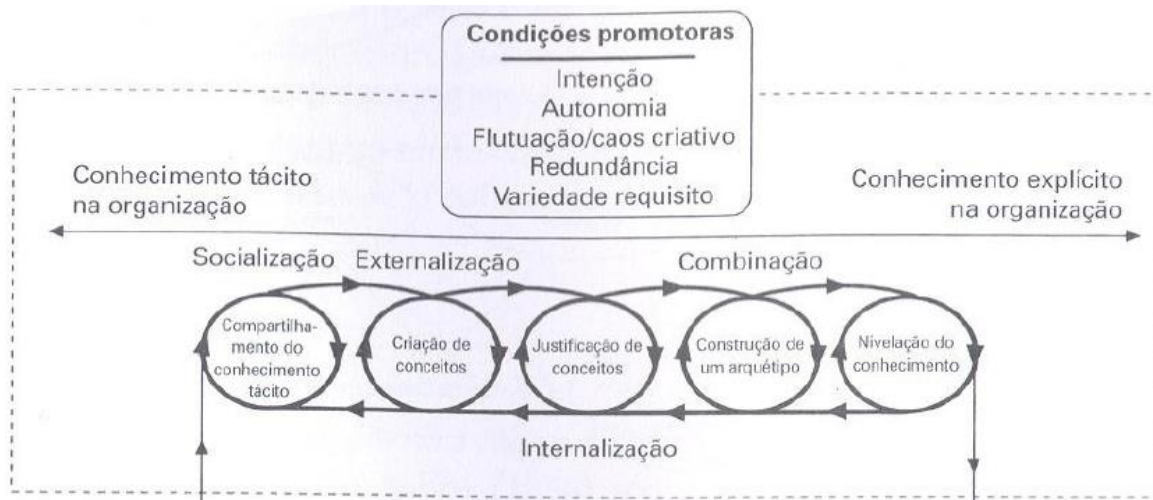 Condições promotoras
Intenção
Autonomia
Flutuação/caos criativo
Redundância
Variedade requisito
Conhecimento tácito
na organização
Conhecimento explícito
na organização
Socialização
Externalização
Combinação
Compartilha-
mento do
conhecimento
tácito
Criação de
conceitos
Justificação de
conceitos
Construção de
um arquétipo
Nivelação do
conhecimento
Internalização